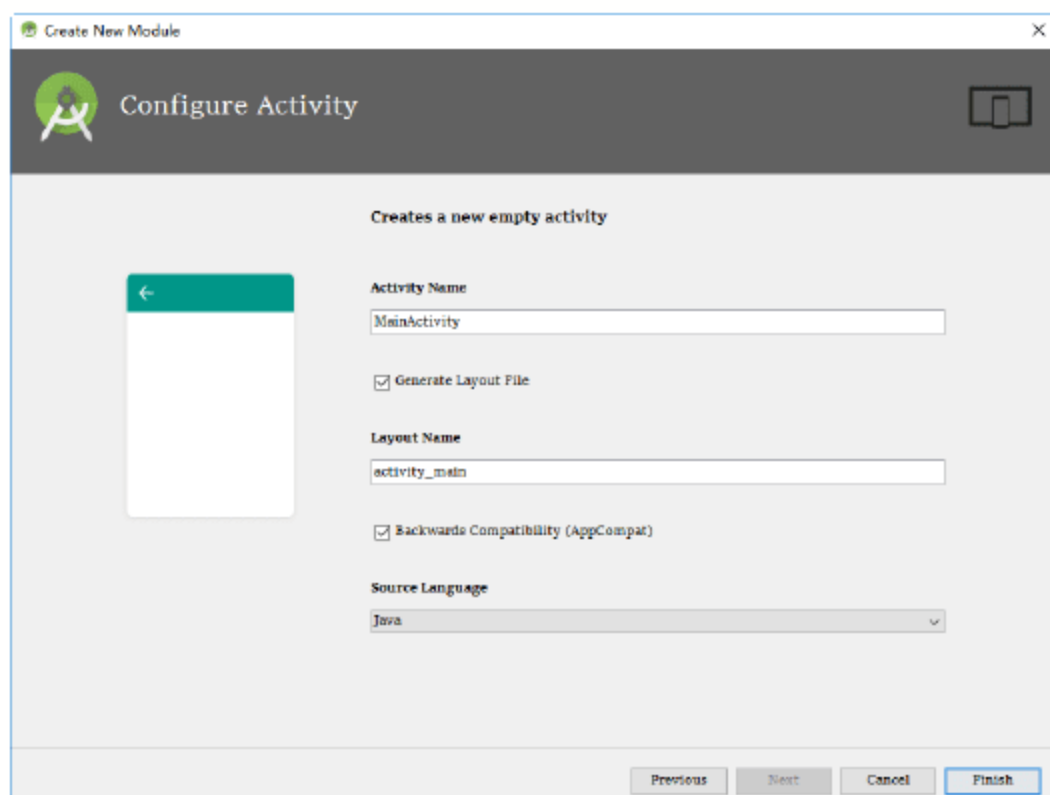 Create New Module
Configure Activity
Creates a new empty activity
Activity Name
MainActivity
Generate Layout File
Layout Name
activity_main
Backwards Compatibility (AppCompat)
Source Language
Java
Previous Next Cancel Finish